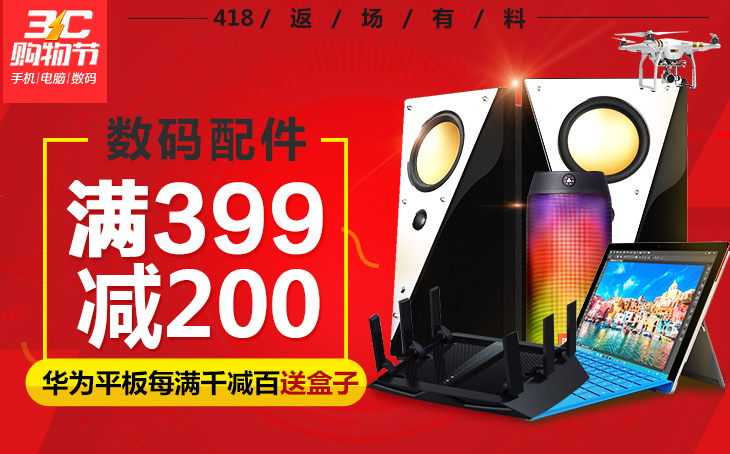 3C
购物节
手机|电脑|数码
418/返/场/有/料
数码配件
满399
减200
华为平板每满千减百送盒子